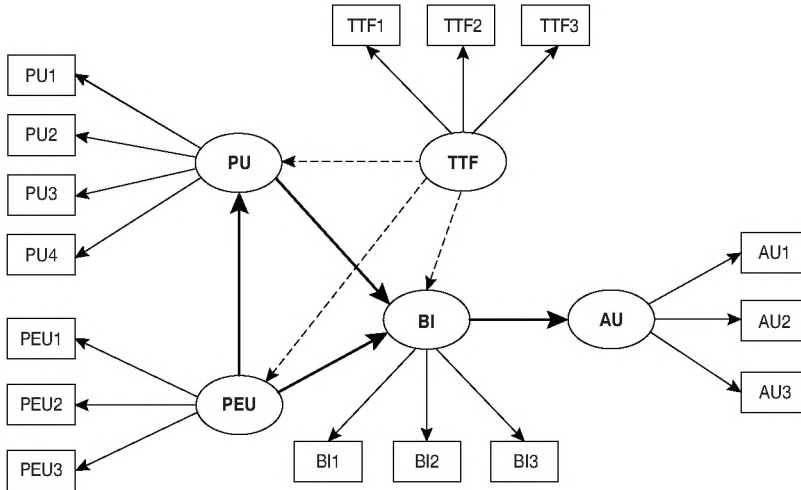 TTF1
TTF2
TTF3
PU1
PU2
PU3
PU4
PU
TTF
PEU1
PEU2
PEU3
PEU
BI
AU
AU1
AU2
AU3
BI1
BI2
BI3